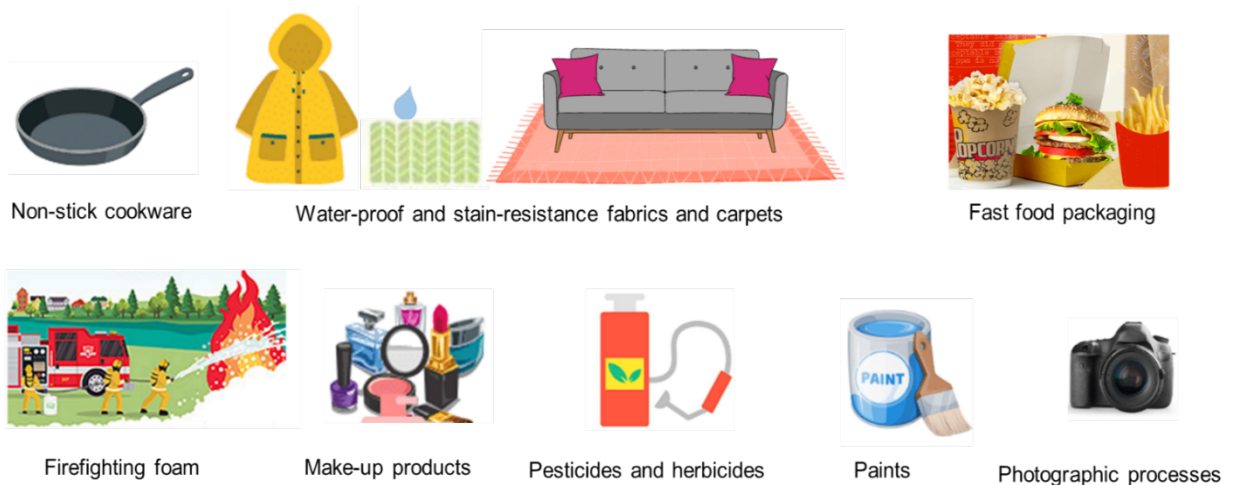 Non-stick cookware
Water-proof and stain-resistance fabrics and carpets
POPCORN
Fast food packaging
PAINT
Firefighting foam
Make-up products
Pesticides and herbicides
Paints
Photographic processes